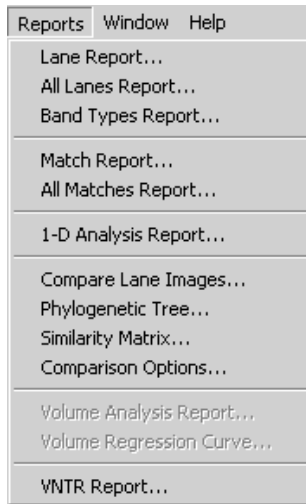 Reports Window Help
Lane Report...
All Lanes Report...
Band Types Report...
Match Report...
All Matches Report...
1-D Analysis Report...
Compare Lane Images...
Phylogenetic Tree...
Similarity Matrix...
Comparison Options...
Volume Analysis Report...
Volume Regression Curve...
VNTR Report...